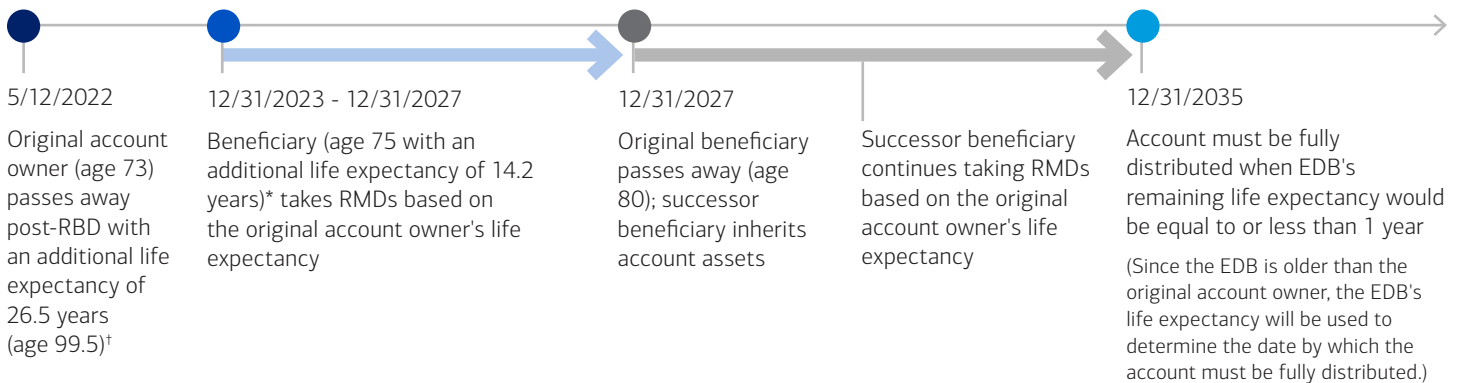 5/12/2022
Original account
owner (age 73)
passes away
post-RBD with
an additional life
expectancy of
26.5 years
(age 99.5)†
12/31/2023 - 12/31/2027
Beneficiary (age 75 with an
additional life expectancy of 14.2
years)* takes RMDs based on
the original account owner's life
expectancy
12/31/2027
Original beneficiary
passes away (age
80); successor
beneficiary inherits
account assets
Successor beneficiary
continues taking RMDs
based on the original
account owner's life
expectancy
12/31/2035
Account must be fully
distributed when EDB's
remaining life expectancy would
be equal to or less than 1 year
(Since the EDB is older than the
original account owner, the EDB's
life expectancy will be used to
determine the date by which the
account must be fully distributed.)